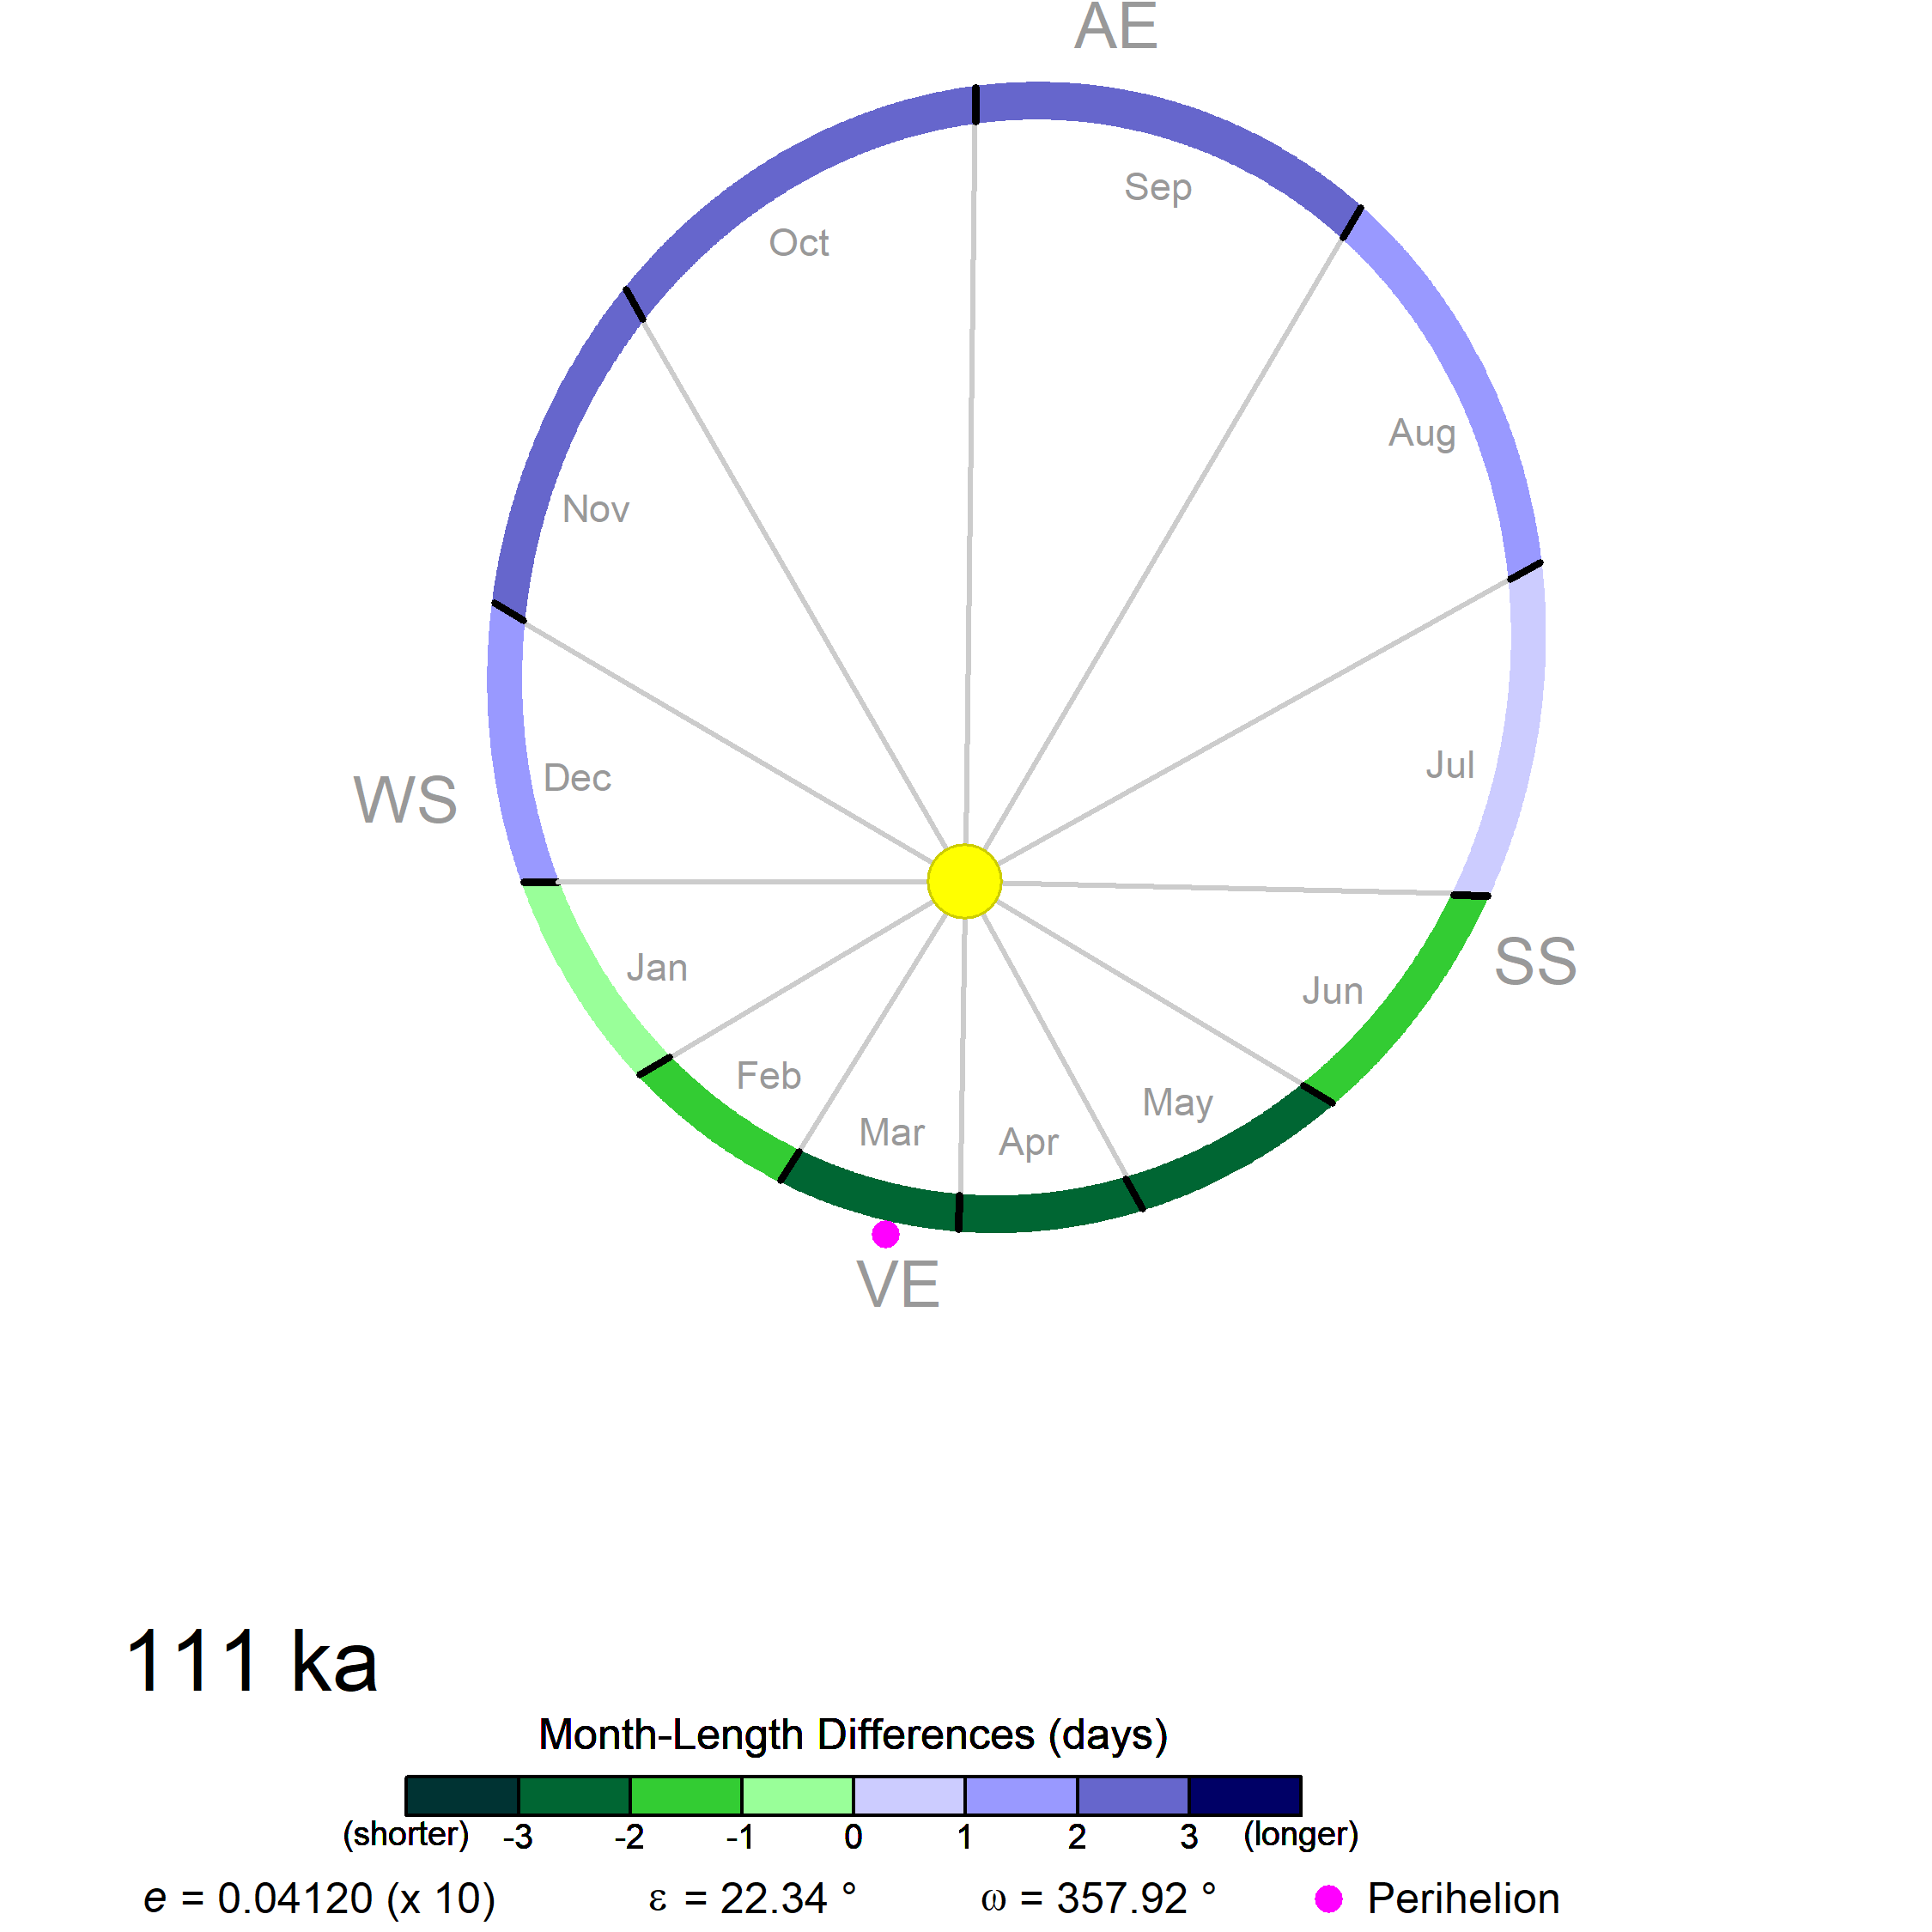 AE
Sep
Oct
Aug
Nov
Jul
Dec
WS
SS
Jan
Jun
Feb
May
Mar
Apr
VE
111 ka
Month-Length Differences (days)
(shorter) -3 -2 -1 0 1 2 3 (longer)
e = 0.04120 (x 10) ε = 22.34 ° ω = 357.92 ° Perihelion